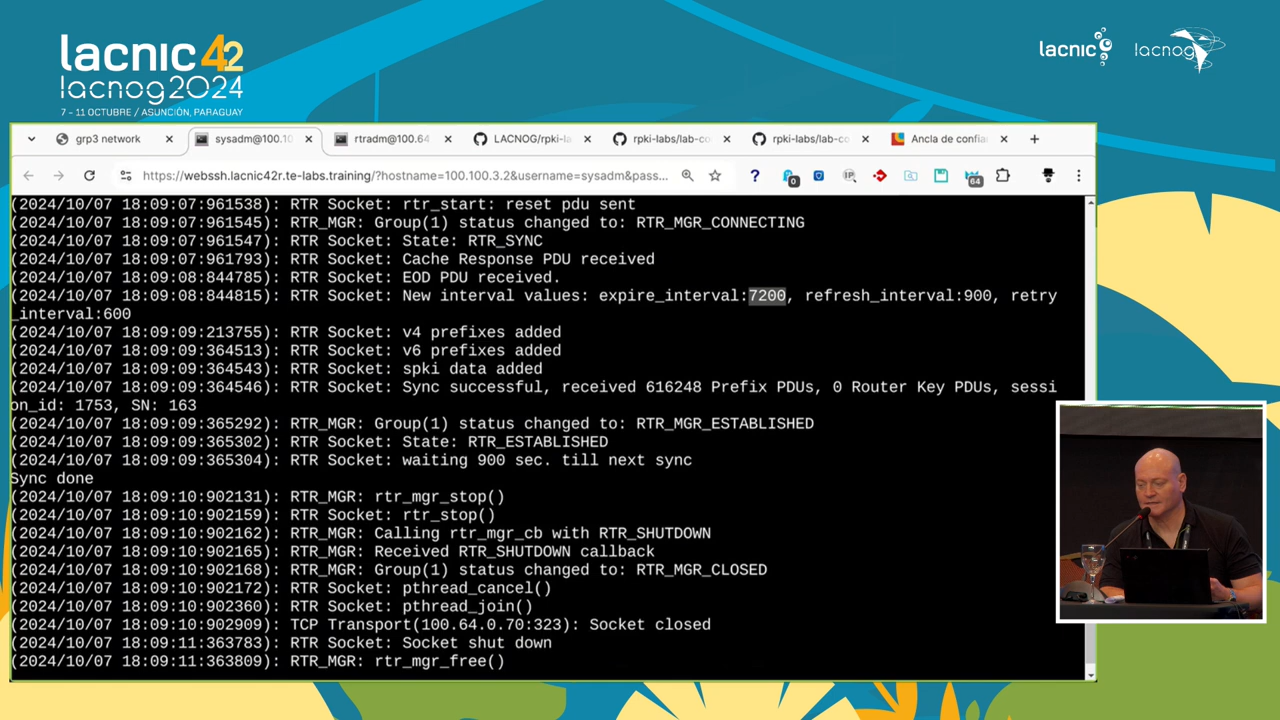 lacnic 42
lacnog2024
7 – 11 OCTUBRE / ASUNCIÓN, PARAGUAY
lacnic
lacnog
grp3 network
sysadm@100.10
rtradm@100.64
LACNOG/rpki-la
rpki-labs/lab-co
rpki-labs/lab-co
Ancla de confia
https://webssh.lacnic42r.te-labs.training/?hostname=100.100.3.2&username=sysadm&pass...
?
0
IP
64
(2024/10/07 18:09:07:961538): RTR Socket: rtr_start: reset pdu sent
(2024/10/07 18:09:07:961545): RTR_MGR: Group(1) status changed to: RTR_MGR_CONNECTING
(2024/10/07 18:09:07:961547): RTR Socket: State: RTR_SYNC
(2024/10/07 18:09:07:961793): RTR Socket: Cache Response PDU received
(2024/10/07 18:09:08:844785): RTR Socket: EOD PDU received.
(2024/10/07 18:09:08:844815): RTR Socket: New interval values: expire_interval:7200, refresh_interval:900, retry
_interval:600
(2024/10/07 18:09:09:213755): RTR Socket: v4 prefixes added
(2024/10/07 18:09:09:364513): RTR Socket: v6 prefixes added
(2024/10/07 18:09:09:364543): RTR Socket: spki data added
(2024/10/07 18:09:09:364546): RTR Socket: Sync successful, received 616248 Prefix PDUs, 0 Router Key PDUs, sessi
on_id: 1753, SN: 163
(2024/10/07 18:09:09:365292): RTR_MGR: Group(1) status changed to: RTR_MGR_ESTABLISHED
(2024/10/07 18:09:09:365302): RTR Socket: State: RTR_ESTABLISHED
(2024/10/07 18:09:09:365304): RTR Socket: waiting 900 sec. till next sync
Sync done
(2024/10/07 18:09:10:902131): RTR_MGR: rtr_mgr_stop()
(2024/10/07 18:09:10:902159): RTR Socket: rtr_stop()
(2024/10/07 18:09:10:902162): RTR_MGR: Calling rtr_mgr_cb with RTR_SHUTDOWN
(2024/10/07 18:09:10:902165): RTR_MGR: Received RTR_SHUTDOWN callback
(2024/10/07 18:09:10:902168): RTR_MGR: Group(1) status changed to: RTR_MGR_CLOSED
(2024/10/07 18:09:10:902172): RTR Socket: pthread_cancel()
(2024/10/07 18:09:10:902360): RTR Socket: pthread_join()
(2024/10/07 18:09:10:902909): TCP Transport(100.64.0.70:323): Socket closed
(2024/10/07 18:09:11:363783): RTR Socket: Socket shut down
(2024/10/07 18:09:11:363809): RTR_MGR: rtr_mgr_free()